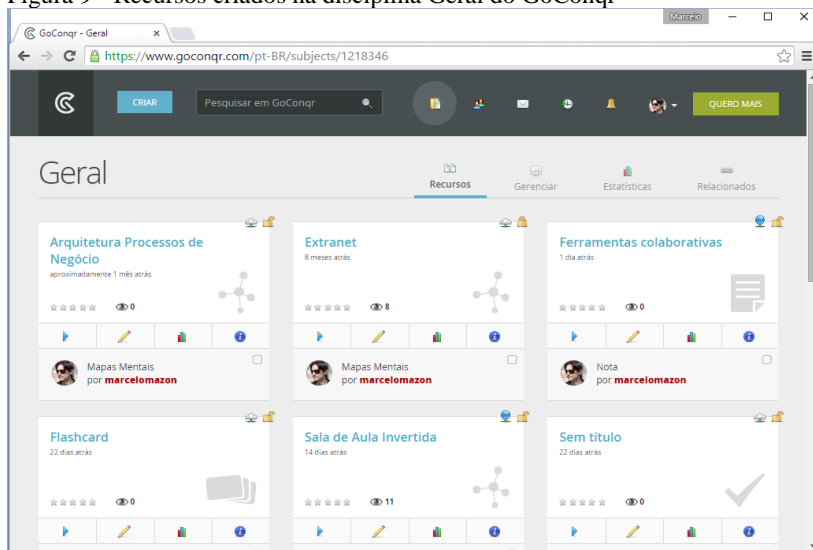 Figura 9 - Recursos criados na disciplina Geral do GoConqr
Marcelo
GoConqr - Geral
https://www.goconqr.com/pt-BR/subjects/1218346
CRIAR
Pesquisar em GoConqr
QUERO MAIS
Geral
Recursos
Gerenciar
Estatísticas
Relacionados
Arquitetura Processos de
Negócio
aproximadamente 1 mês atrás
0
Mapas Mentais
por marcelomazon
Extranet
8 meses atrás
8
Mapas Mentais
por marcelomazon
Ferramentas colaborativas
1 dia atrás
0
Nota
por marcelomazon
Flashcard
22 dias atrás
0
Sala de Aula Invertida
14 dias atrás
11
Sem título
22 dias atrás
0